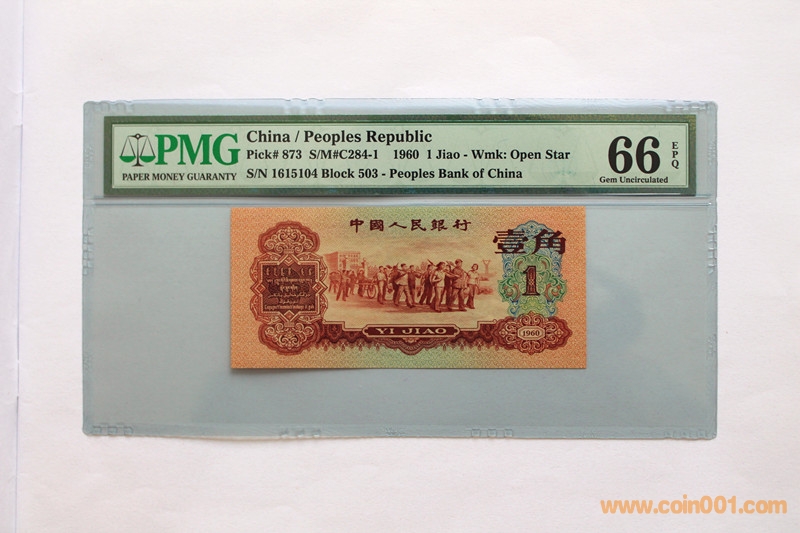 PMG
PAPER MONEY GUARANTY
China / Peoples Republic
Pick# 873 S/M#C284-1 1960 1 Jiao - Wmk: Open Star
S/N 1615104 Block 503 - Peoples Bank of China
66 EPQ
Gem Uncirculated
中國人民銀行
壹角
1
YI JIAO
1960
www.coin001.com